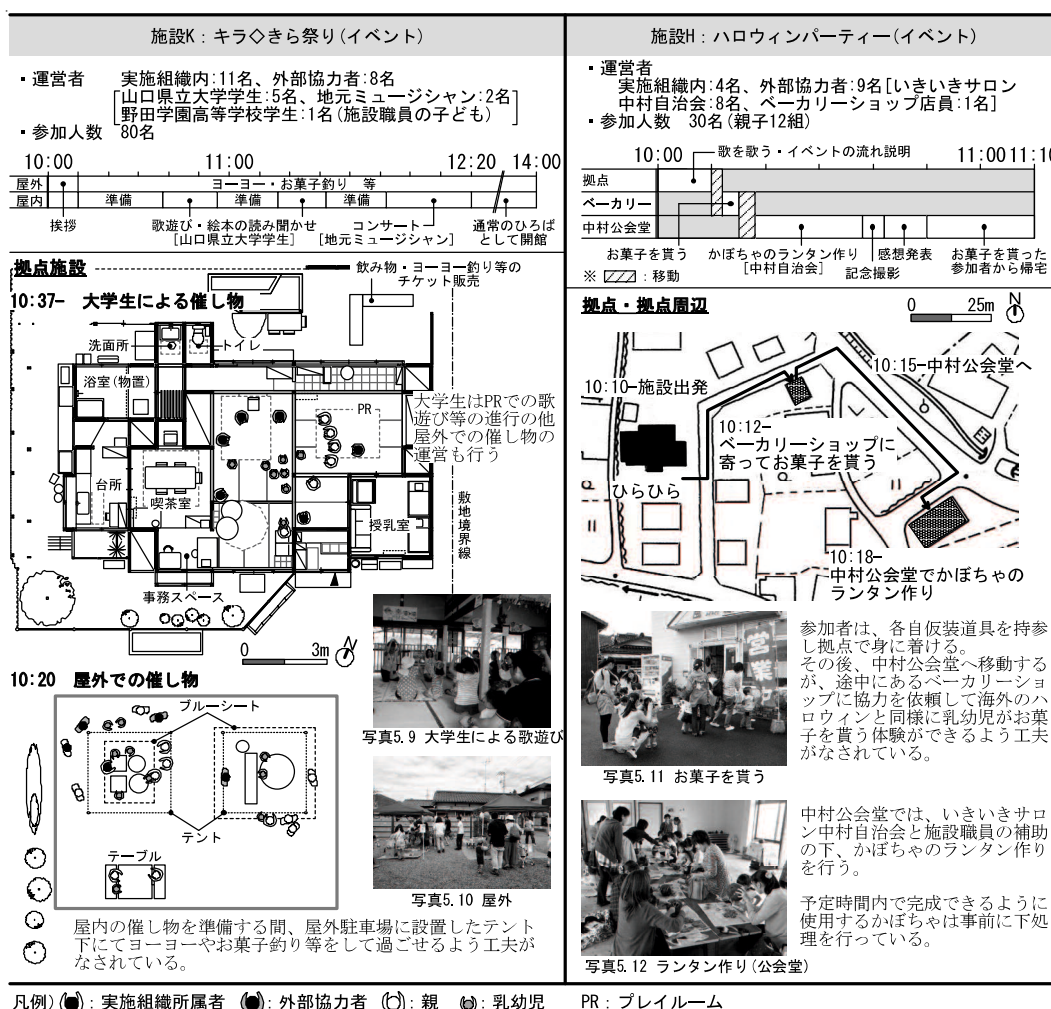 施設K：キラ◇きら祭り(イベント)
▪運営者　実施組織内:11名、外部協力者:8名
[山口県立大学学生:5名、地元ミュージシャン:2名
野田学園高等学校学生:1名(施設職員の子ども)]
▪参加人数　80名
10:00 11:00 12:20 14:00
屋外 ヨーヨー・お菓子釣り　等
屋内 準備 準備 準備
挨拶 歌遊び・絵本の読み聞かせ コンサート 通常のひろば
[山口県立大学学生] [地元ミュージシャン] として開館
拠点施設
飲み物・ヨーヨー釣り等の
チケット販売
10:37-　大学生による催し物
洗面所 トイレ
浴室(物置)
PR
大学生はPRでの歌
遊び等の進行の他
屋外での催し物の
運営も行う
台所
喫茶室
授乳室
敷地境界線
事務スペース
0 3m N
写真5.9 大学生による歌遊び
10:20　屋外での催し物
ブルーシート
テント
テーブル
写真5.10 屋外
屋内の催し物を準備する間、屋外駐車場に設置したテント
下にてヨーヨーやお菓子釣り等をして過ごせるよう工夫が
なされている。
施設H：ハロウィンパーティー(イベント)
▪運営者
実施組織内:4名、外部協力者:9名[いきいきサロン
中村自治会:8名、ベーカリーショップ店員:1名]
▪参加人数　30名(親子12組)
10:00 11:00 11:10
歌を歌う・イベントの流れ説明
拠点
ベーカリー
中村公会堂
お菓子を貰う かぼちゃのランタン作り 感想発表 お菓子を貰った
[中村自治会] 記念撮影 参加者から帰宅
※ ：移動
拠点・拠点周辺
0 25m N
10:10-施設出発
10:15-中村公会堂へ
10:12-
ベーカリーショップに
寄ってお菓子を貰う
ひらひら
10:18-
中村公会堂でかぼちゃの
ランタン作り
写真5.11 お菓子を貰う
参加者は、各自仮装道具を持参
し拠点で身に着ける。
その後、中村公会堂へ移動する
が、途中にあるベーカリーショ
ップに協力を依頼して海外のハ
ロウィンと同様に乳幼児がお菓
子を貰う体験ができるよう工夫
がなされている。
写真5.12 ランタン作り(公会堂)
中村公会堂では、いきいきサロ
ン中村自治会と施設職員の補助
の下、かぼちゃのランタン作り
を行う。
予定時間内で完成できるように
使用するかぼちゃは事前に下処
理を行っている。
凡例) ：実施組織所属者 ：外部協力者 ：親 ：乳幼児 PR：プレイルーム